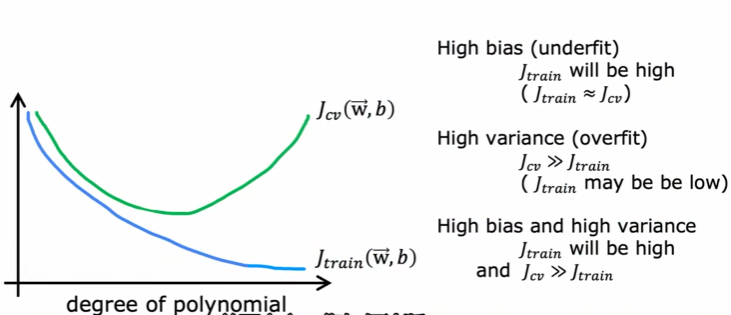 High bias (underfit)
J_train will be high
( J_train ≈ J_cv)
J_cv(w⃗, b)
High variance (overfit)
J_cv ≫ J_train
( J_train may be be low)
High bias and high variance
J_train will be high
and J_cv ≫ J_train
J_train(w⃗, b)
degree of polynomial